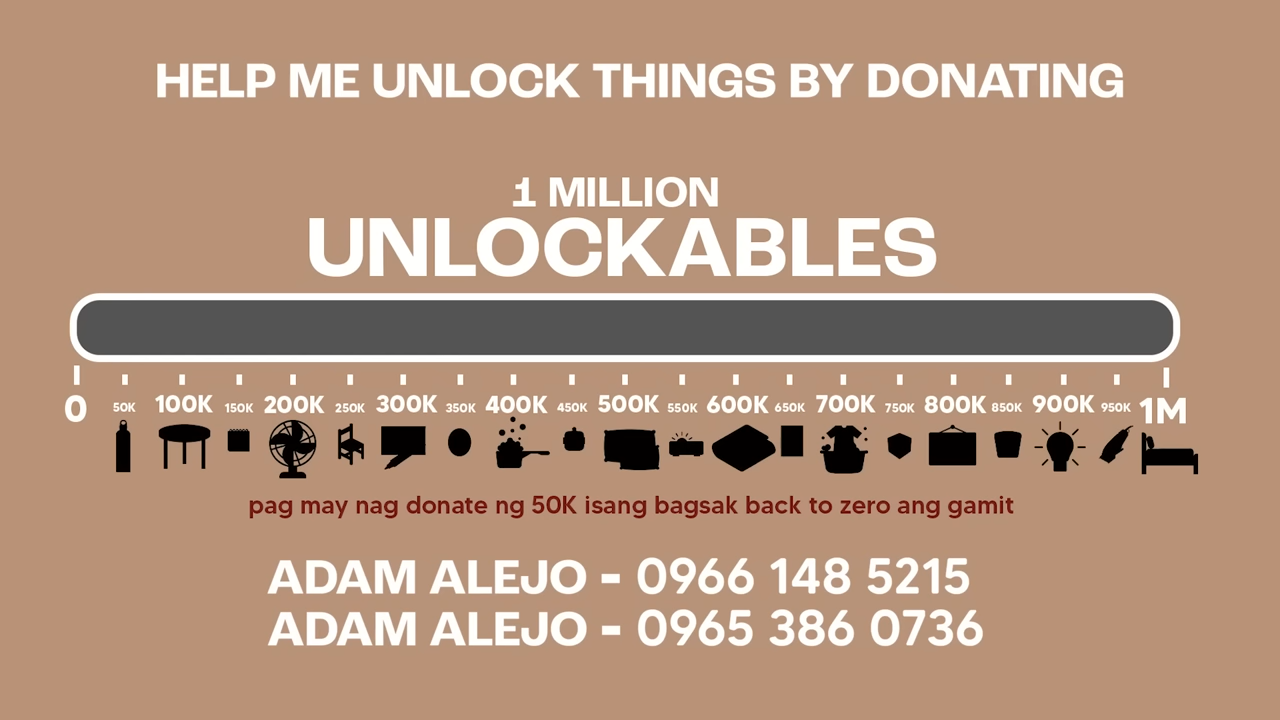 HELP ME UNLOCK THINGS BY DONATING
1 MILLION
UNLOCKABLES
0 50K 100K 150K 200K 250K 300K 350K 400K 450K 500K 550K 600K 650K 700K 750K 800K 850K 900K 950K 1M
pag may nag donate ng 50K isang bagsak back to zero ang gamit
ADAM ALEJO - 0966 148 5215
ADAM ALEJO - 0965 386 0736